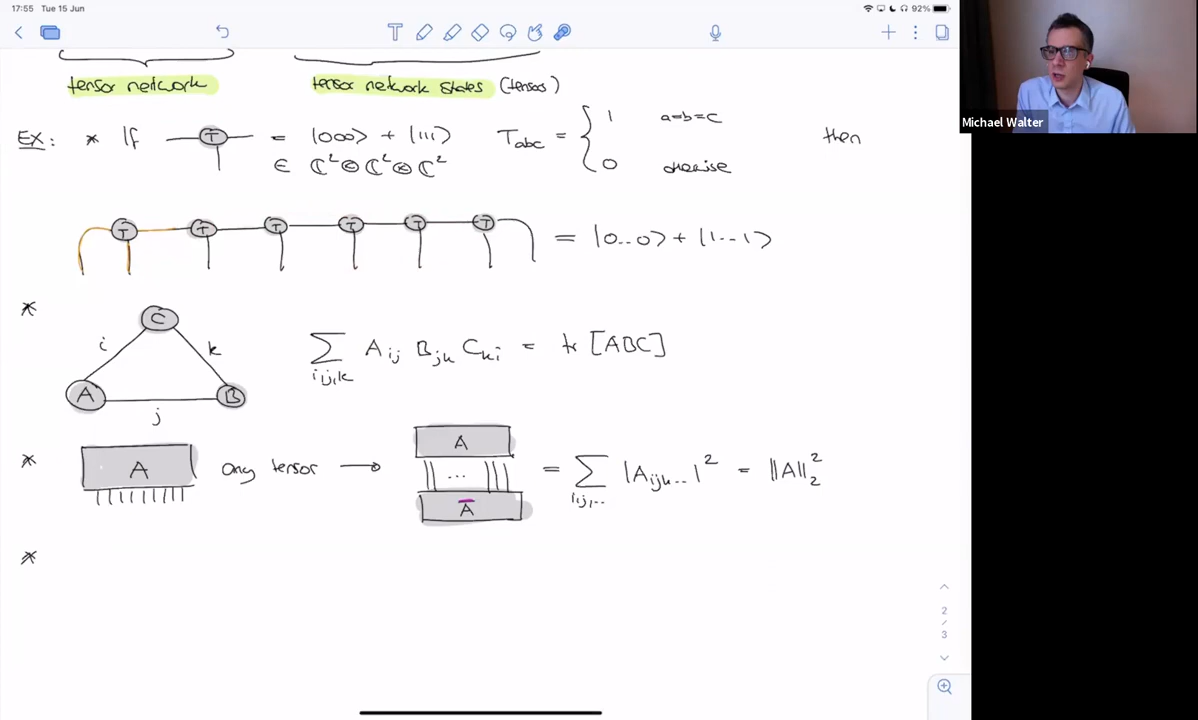 17:55 Tue 15 Jun
92%
tensor network
tensor network states (tensors)
Michael Walter
EX: * If T = |000⟩ + |111⟩ T_abc = { 1 a=b=c then
∈ ℂ² ⊗ ℂ² ⊗ ℂ² 0 otherwise
T T T T T T = |0...0⟩ + |1...1⟩
*
C
i k
A B
j
∑_{i,j,k} A_ij B_jk C_ki = tr [ABC]
* A any tensor → A
...
Ā
= ∑_{i,j,...} |A_ijk...|² = ‖A‖₂²
*
2
/
3